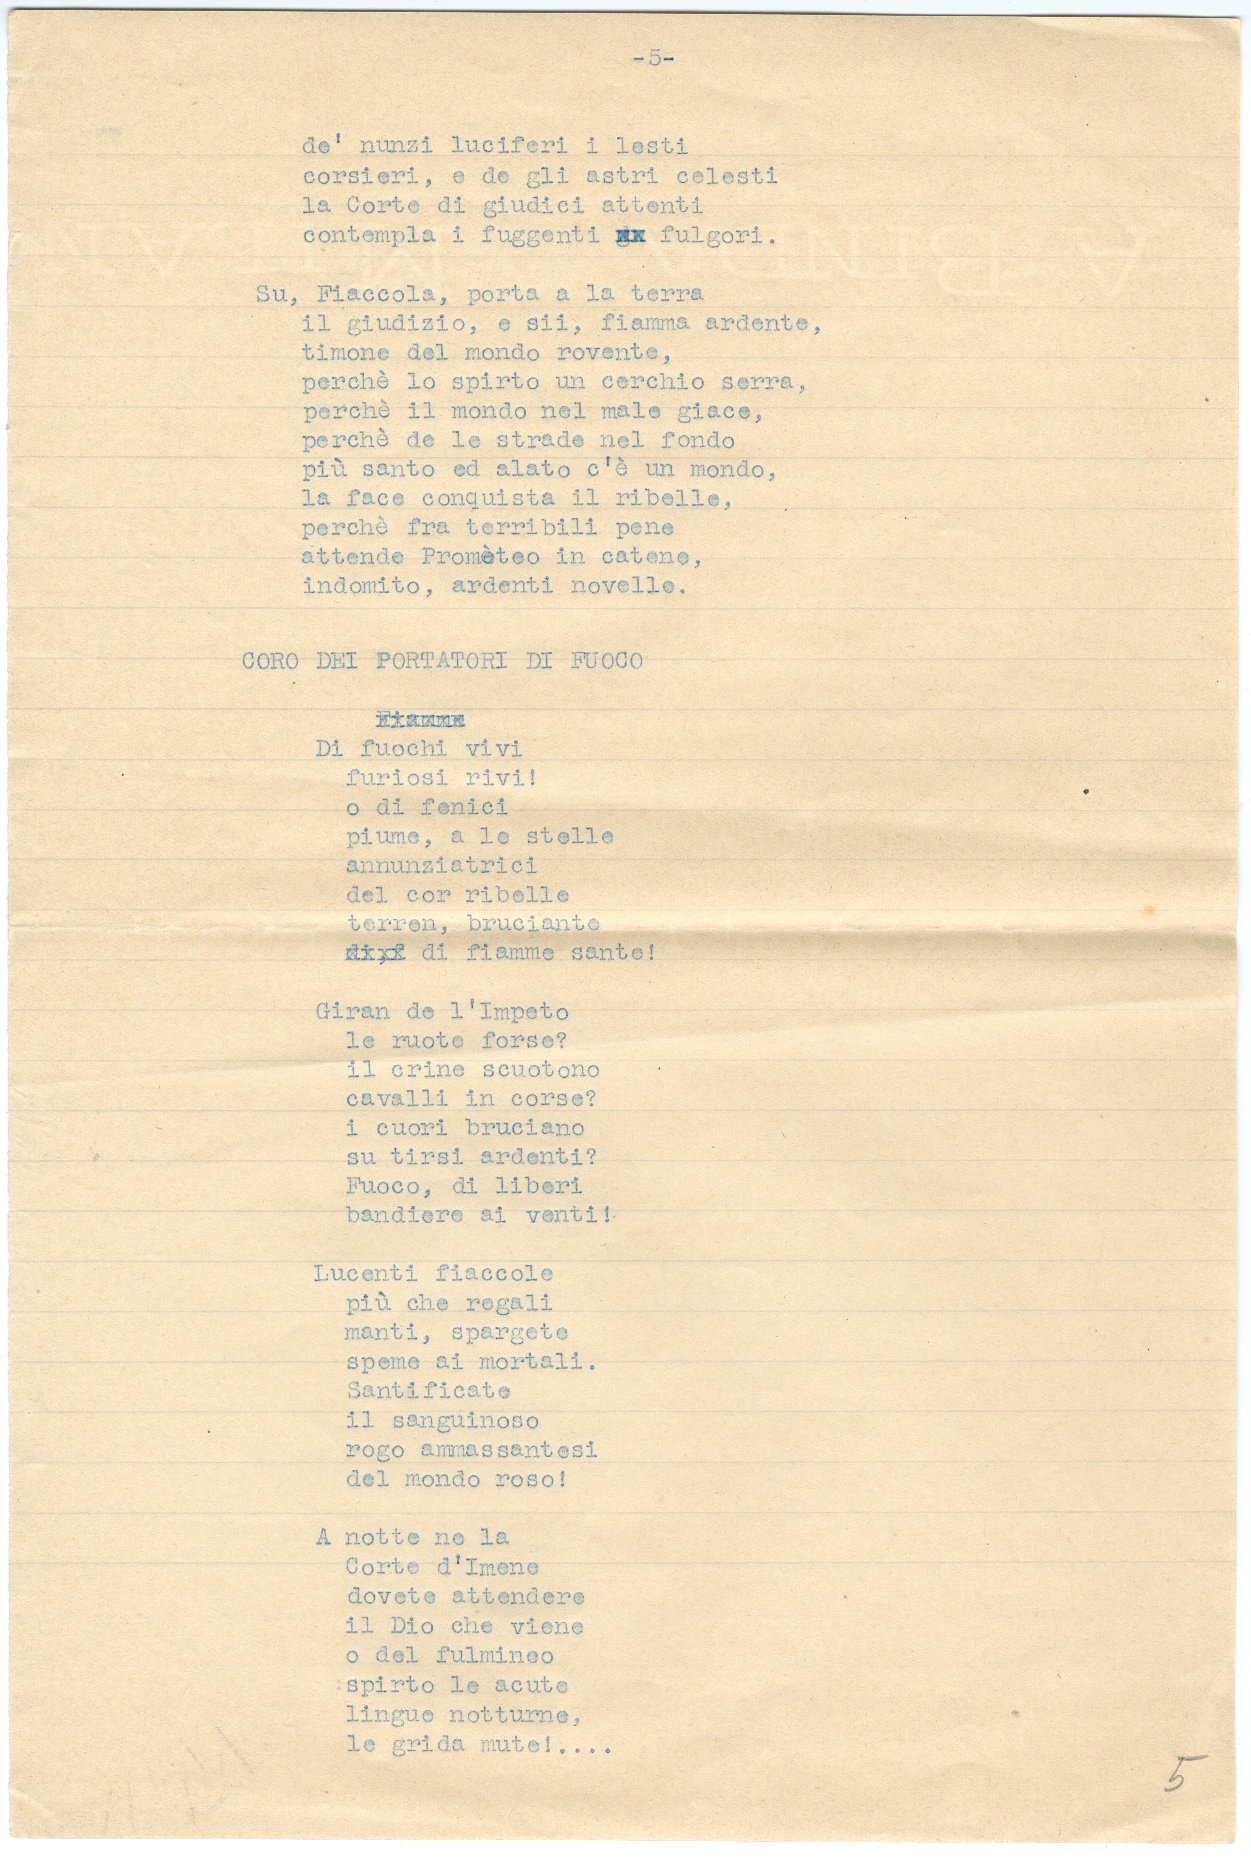 -5-
de' nunzi luciferi i lesti
corsieri, e de gli astri celesti
la Corte di giudici attenti
contempla i fuggenti fulgori.
Su, Fiaccola, porta a la terra
il giudizio, e sii, fiamma ardente,
timone del mondo rovente,
perchè lo spirto un cerchio serra,
perchè il mondo nel male giace,
perchè de le strade nel fondo
più santo ed alato c'è un mondo,
la face conquista il ribelle,
perchè fra terribili pene
attende Promèteo in catene,
indomito, ardenti novelle.
CORO DEI PORTATORI DI FUOCO
Fiamme
Di fuochi vivi
furiosi rivi!
o di fenici
piume, a le stelle
annunziatrici
del cor ribelle
terren, bruciante
di fiamme sante!
Giran de l'Impeto
le ruote forse?
il crine scuotono
cavalli in corse?
i cuori bruciano
su tirsi ardenti?
Fuoco, di liberi
bandiere ai venti!
Lucenti fiaccole
più che regali
manti, spargete
speme ai mortali.
Santificate
il sanguinoso
rogo ammassantesi
del mondo roso!
A notte ne la
Corte d'Imene
dovete attendere
il Dio che viene
o del fulmineo
spirto le acute
lingue notturne,
le grida mute!....
5